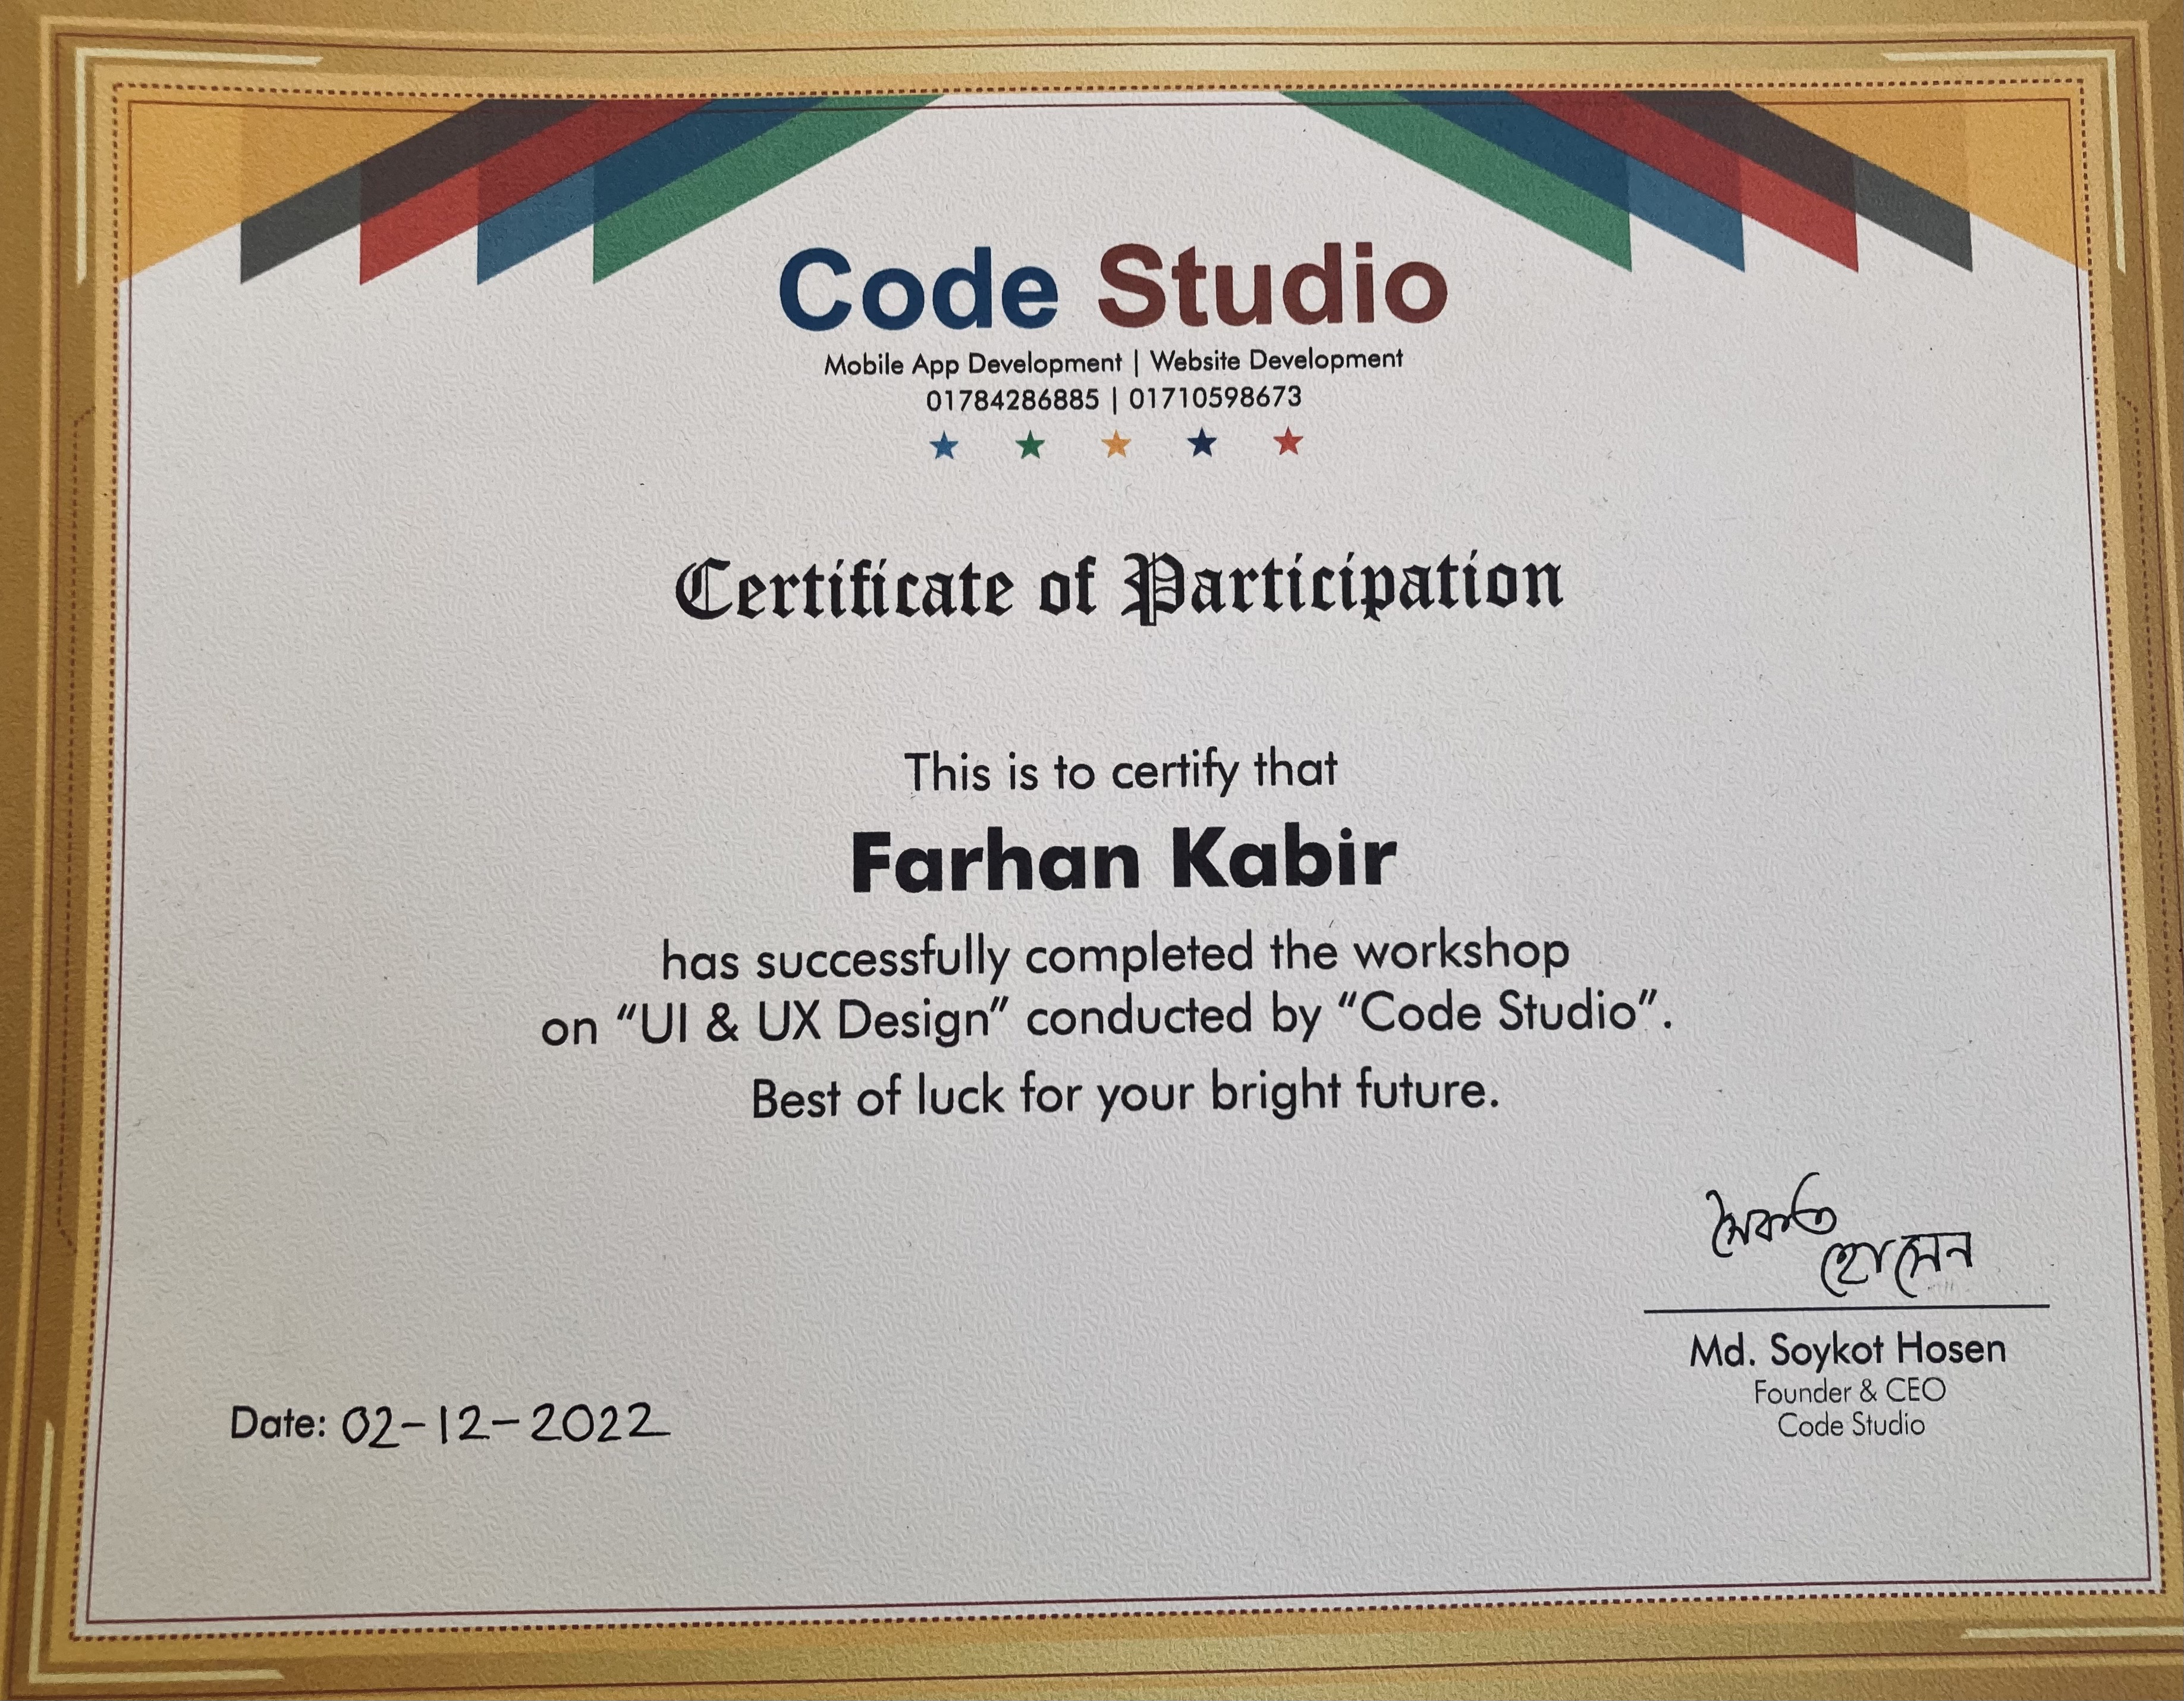 Code Studio
Mobile App Development | Website Development
01784286885 | 01710598673
Certificate of Participation
This is to certify that
Farhan Kabir
has successfully completed the workshop
on “UI & UX Design” conducted by “Code Studio”.
Best of luck for your bright future.
সৈকত
হোসেন
Md. Soykot Hosen
Founder & CEO
Code Studio
Date: 02-12-2022